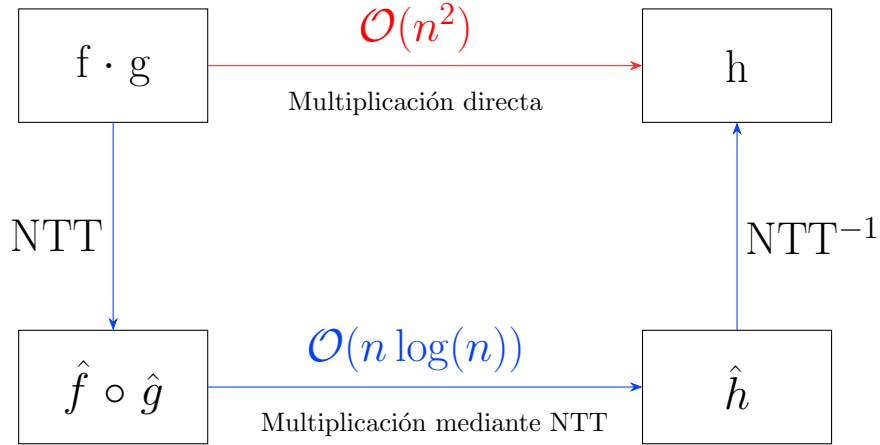 𝒪(n²)
f · g
h
Multiplicación directa
NTT
NTT⁻¹
𝒪(n log(n))
f̂ ∘ ĝ
ĥ
Multiplicación mediante NTT